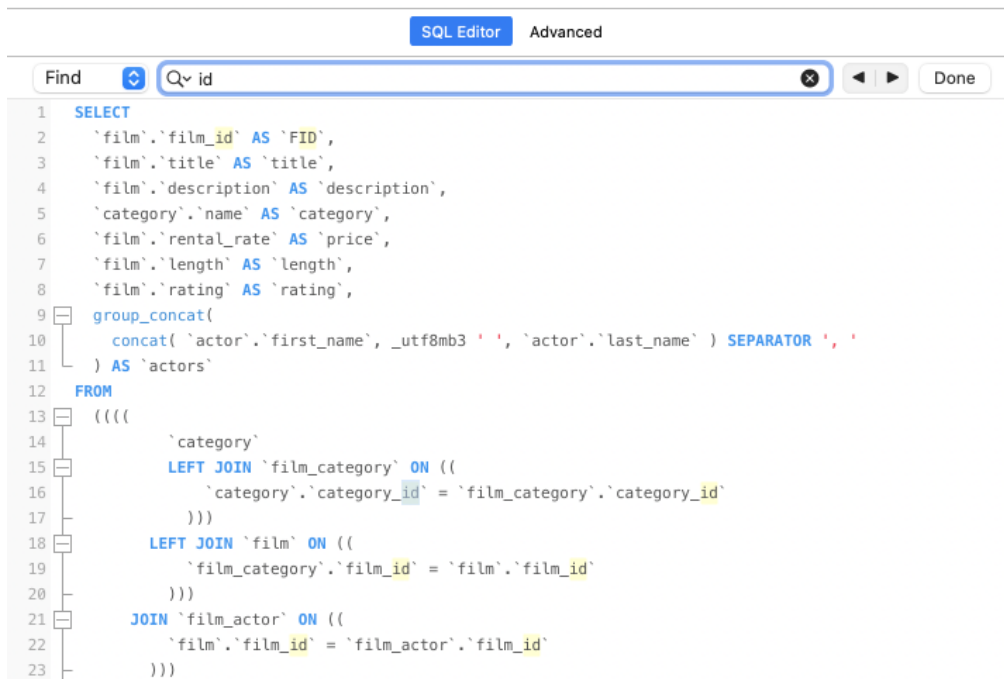 SQL Editor Advanced
Find id Done
1 SELECT
2 `film`.`film_id` AS `FID`,
3 `film`.`title` AS `title`,
4 `film`.`description` AS `description`,
5 `category`.`name` AS `category`,
6 `film`.`rental_rate` AS `price`,
7 `film`.`length` AS `length`,
8 `film`.`rating` AS `rating`,
9 group_concat(
10 concat( `actor`.`first_name`, _utf8mb3 ' ', `actor`.`last_name` ) SEPARATOR ', '
11 ) AS `actors`
12 FROM
13 ((((
14 `category`
15 LEFT JOIN `film_category` ON ((
16 `category`.`category_id` = `film_category`.`category_id`
17 )))
18 LEFT JOIN `film` ON ((
19 `film_category`.`film_id` = `film`.`film_id`
20 )))
21 JOIN `film_actor` ON ((
22 `film`.`film_id` = `film_actor`.`film_id`
23 )))